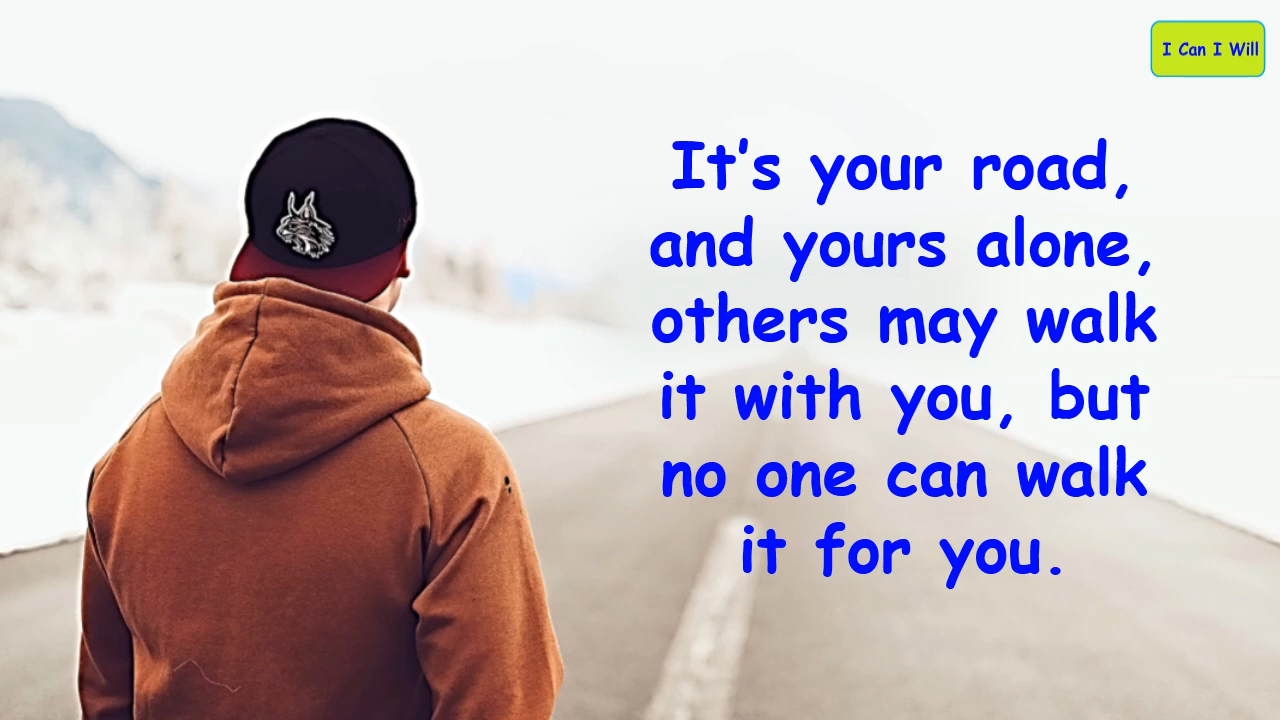 I Can I Will
It's your road,
and yours alone,
others may walk
it with you, but
no one can walk
it for you.